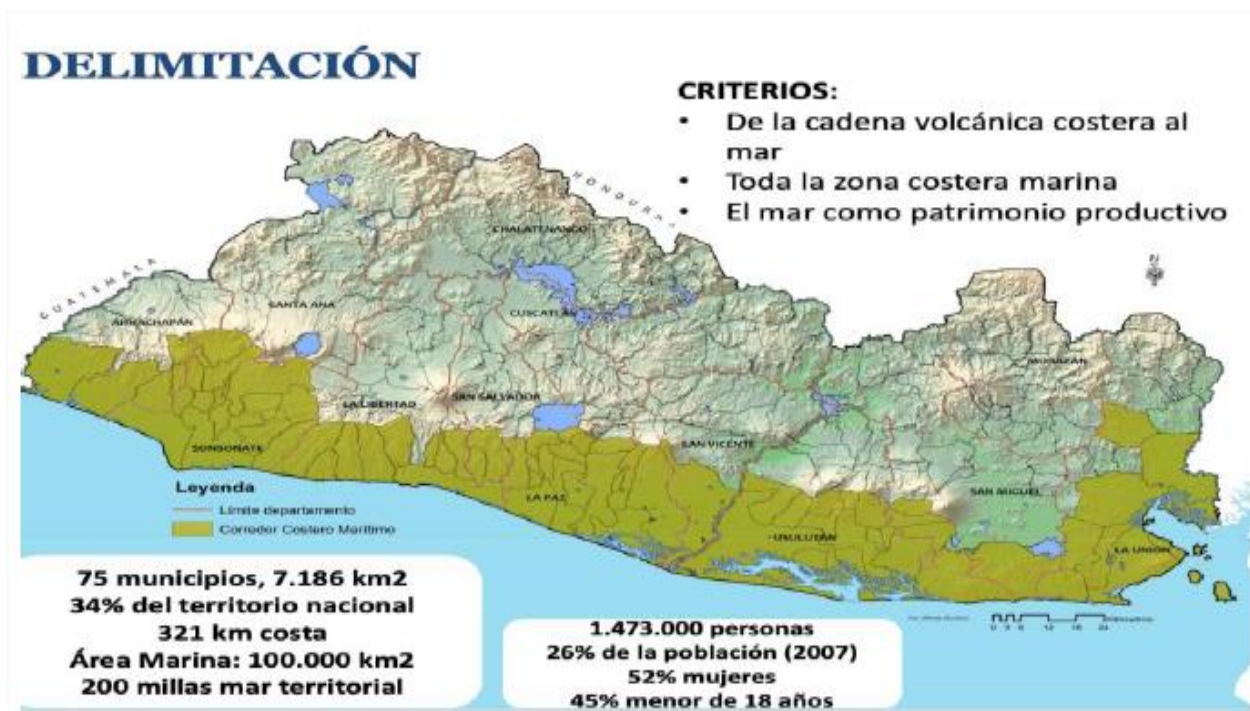 DELIMITACIÓN
CRITERIOS:
• De la cadena volcánica costera al
mar
• Toda la zona costera marina
• El mar como patrimonio productivo
HONDURAS
GUATEMALA
N
CHALATENANGO
SANTA ANA
CUSCATLÁN
AHUACHAPÁN
MORAZÁN
LA LIBERTAD
SAN SALVADOR
SAN VICENTE
SONSONATE
SAN MIGUEL
LA PAZ
USULUTÁN
LA UNIÓN
Leyenda
Límite departamento
Corredor Costero Marítimo
75 municipios, 7.186 km2
34% del territorio nacional
321 km costa
Área Marina: 100.000 km2
200 millas mar territorial
1.473.000 personas
26% de la población (2007)
52% mujeres
45% menor de 18 años